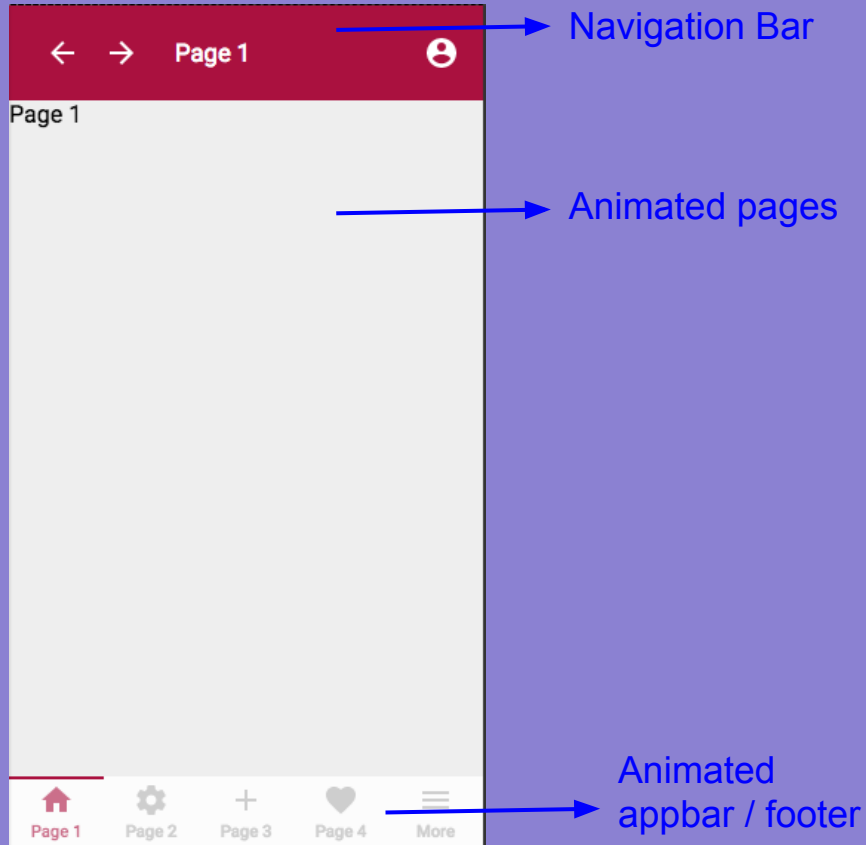 Page 1
Navigation Bar
Page 1
Animated pages
Animated
appbar / footer
Page 1
Page 2
Page 3
Page 4
More